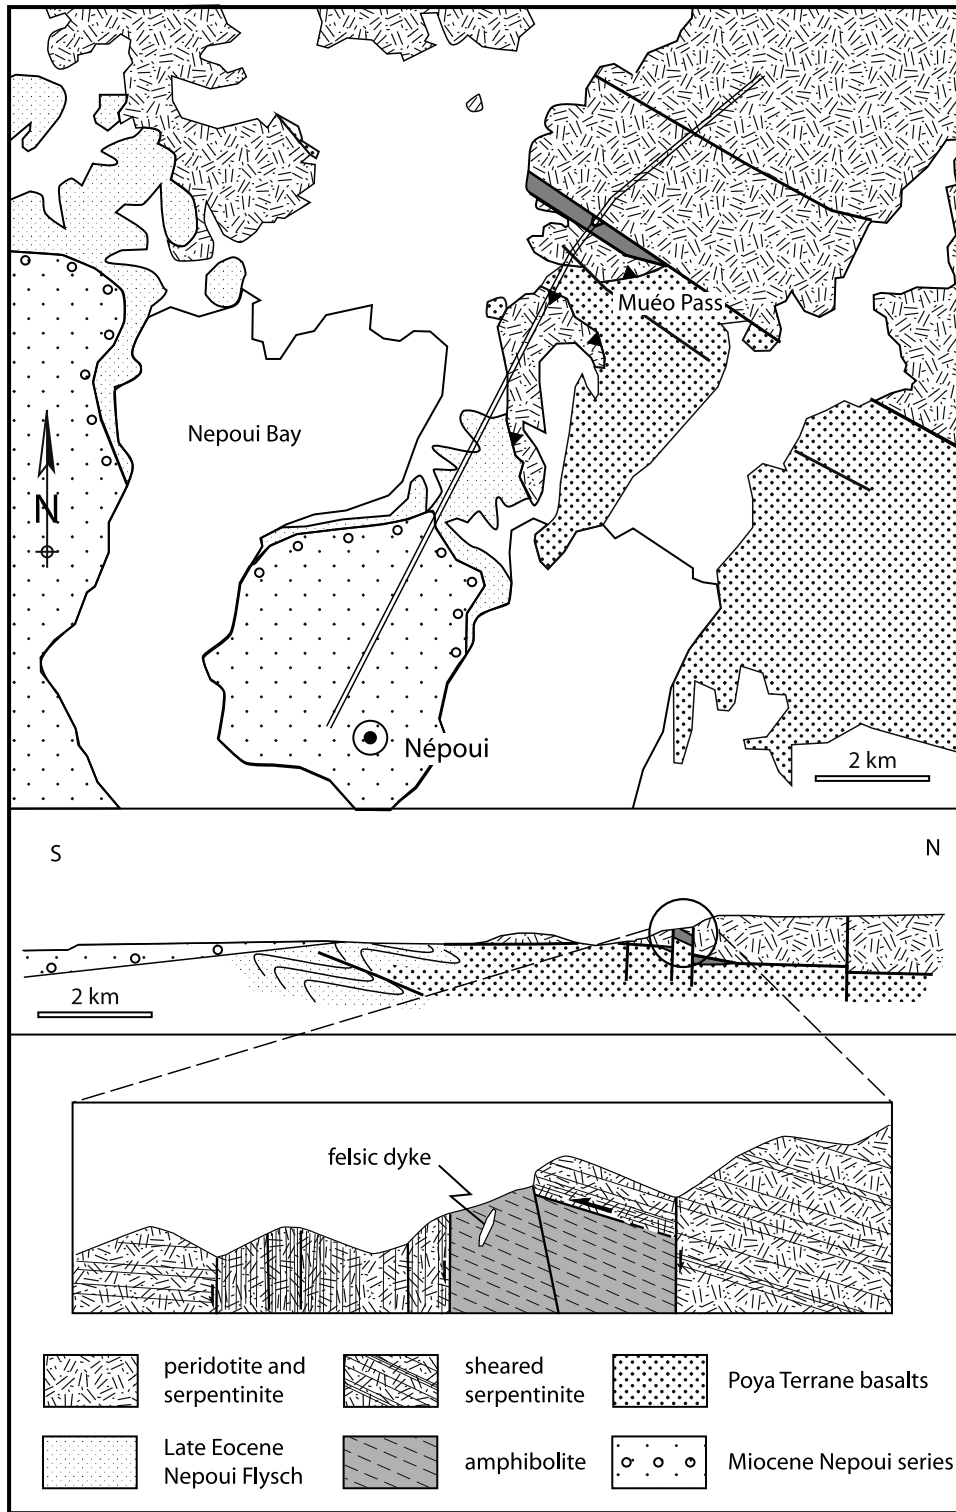 Muéo Pass
Nepoui Bay
N
Népoui
2 km
S
N
2 km
felsic dyke
peridotite and
serpentinite
sheared
serpentinite
Poya Terrane basalts
Late Eocene
Nepoui Flysch
amphibolite
Miocene Nepoui series